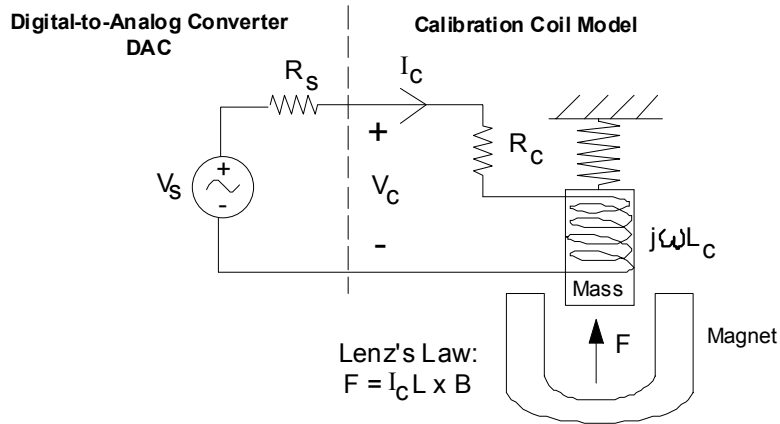 Digital-to-Analog Converter
DAC
Calibration Coil Model
Rs
Ic
+
Rc
Vs
+
-
Vc
-
jωLc
Mass
F
Magnet
Lenz's Law:
F = IcL x B